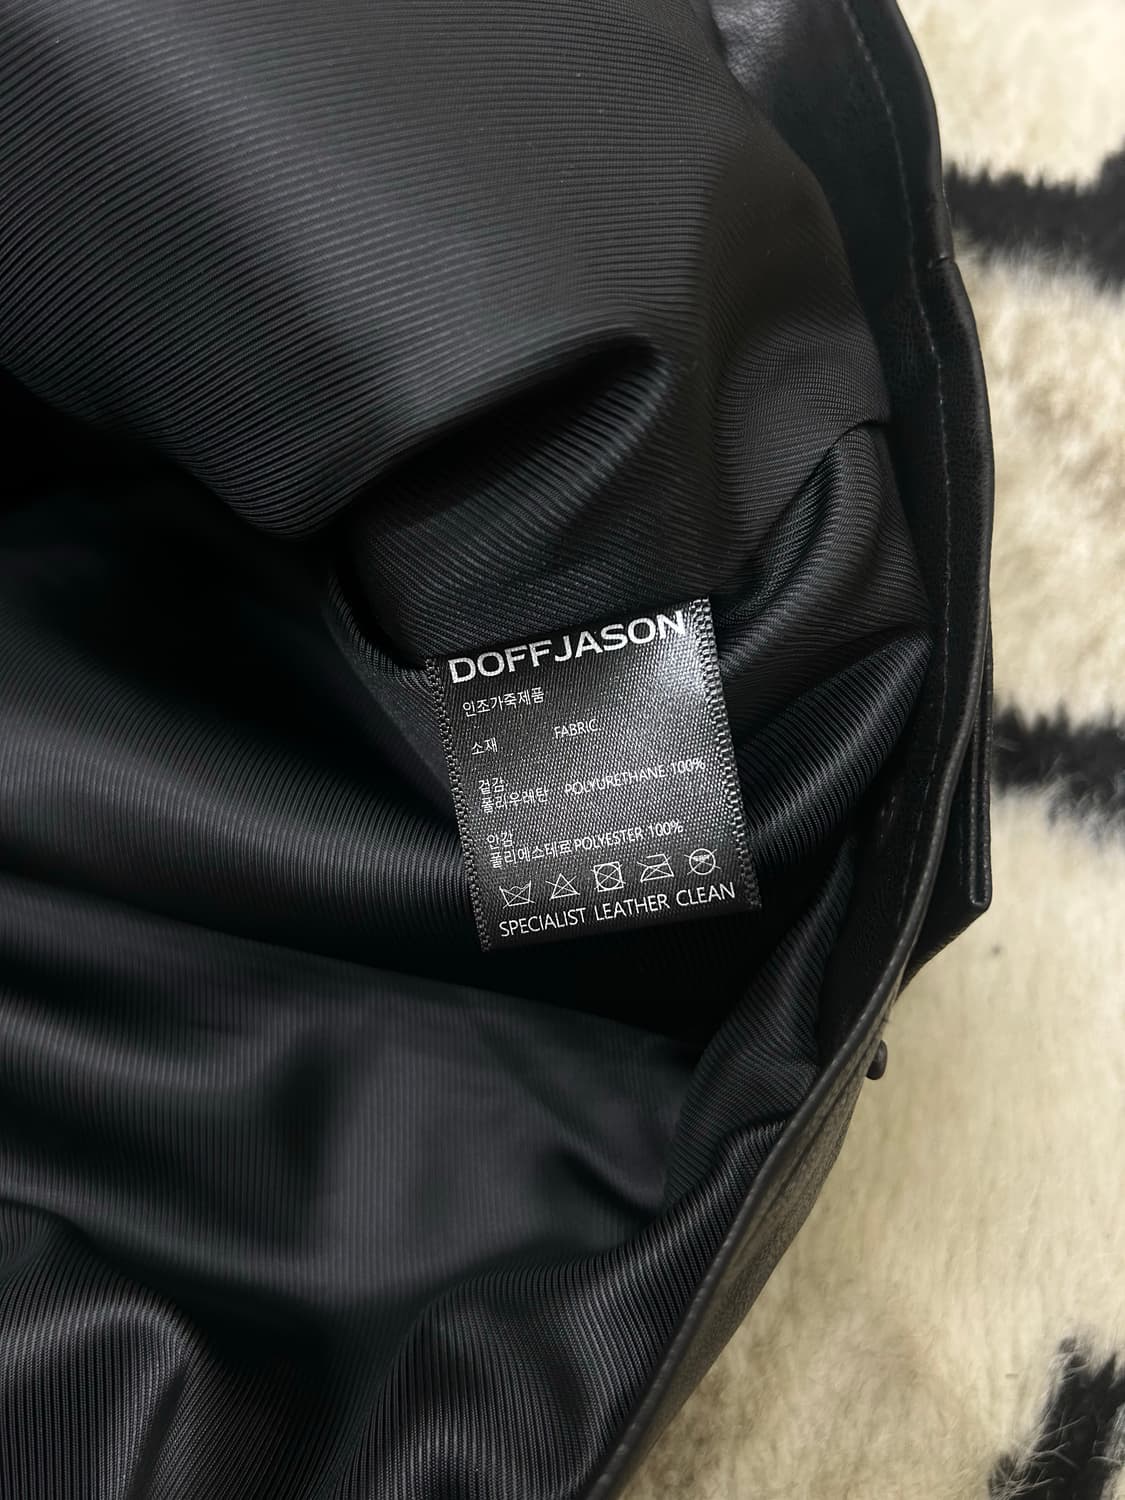 DOFFJASON
인조가죽제품
소재 FABRIC
겉감
폴리우레탄 POLYURETHANE 100%
안감
폴리에스테르 POLYESTER 100%
SPECIALIST LEATHER CLEAN